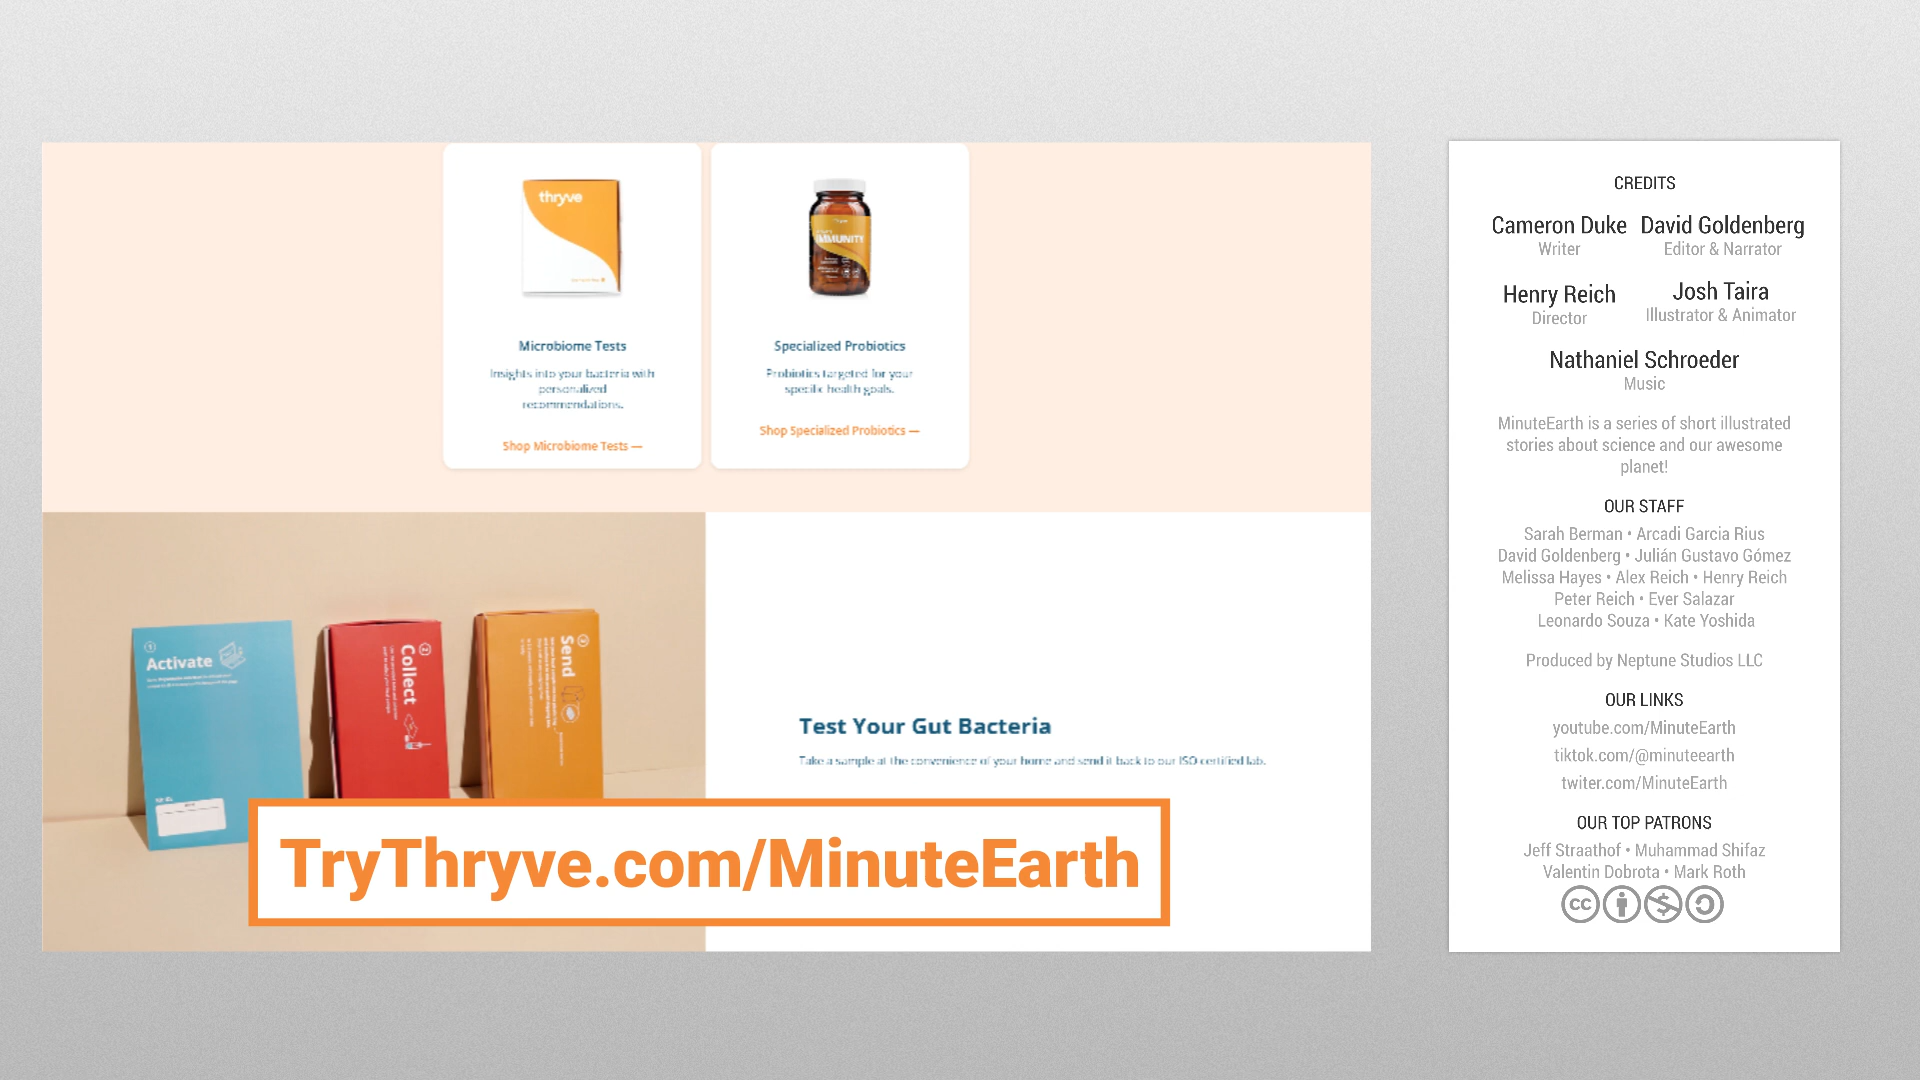 thryve
Microbiome Tests
Insights into your bacteria with
personalized
recommendations.
Shop Microbiome Tests —
thryve
IMMUNITY
Specialized Probiotics
Probiotics targeted for your
specific health goals.
Shop Specialized Probiotics —
1
Activate
2
Collect
3
Send
Test Your Gut Bacteria
Take a sample at the convenience of your home and send it back to our ISO certified lab.
TryThryve.com/MinuteEarth
CREDITS
Cameron Duke David Goldenberg
Writer Editor & Narrator
Henry Reich Josh Taira
Director Illustrator & Animator
Nathaniel Schroeder
Music
MinuteEarth is a series of short illustrated
stories about science and our awesome
planet!
OUR STAFF
Sarah Berman • Arcadi Garcia Rius
David Goldenberg • Julián Gustavo Gómez
Melissa Hayes • Alex Reich • Henry Reich
Peter Reich • Ever Salazar
Leonardo Souza • Kate Yoshida
Produced by Neptune Studios LLC
OUR LINKS
youtube.com/MinuteEarth
tiktok.com/@minuteearth
twiter.com/MinuteEarth
OUR TOP PATRONS
Jeff Straathof • Muhammad Shifaz
Valentin Dobrota • Mark Roth
cc